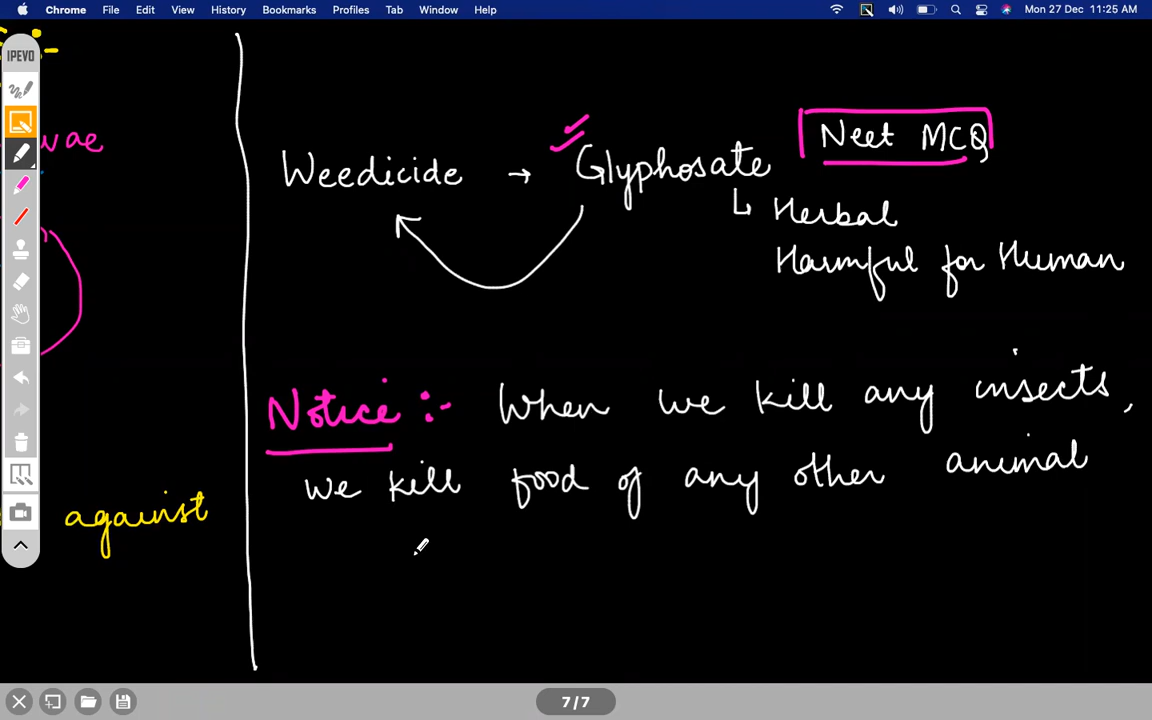 Chrome File Edit View History Bookmarks Profiles Tab Window Help Mon 27 Dec 11:25 AM
IPEVO
vae
Neet MCQ
Weedicide → Glyphosate
↳ Herbal
Harmful for Human
Notice :- When we kill any insects,
we kill food of any other animal
against
7/7